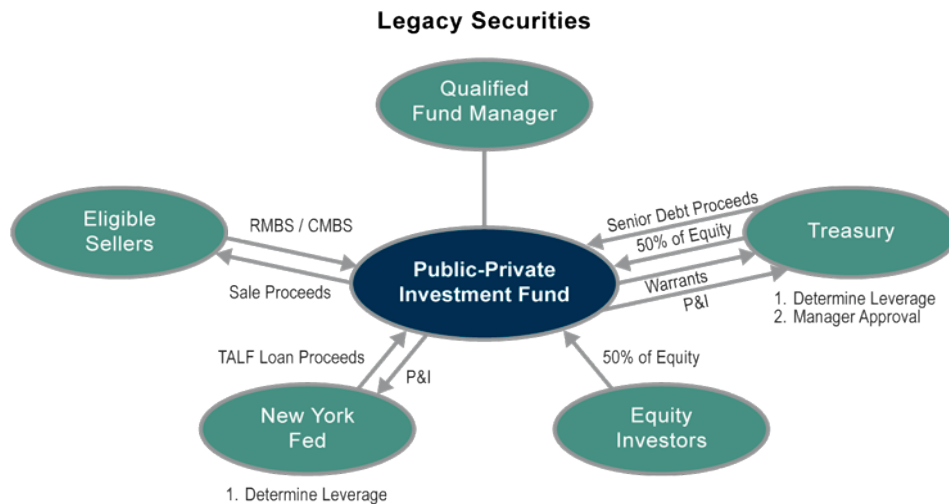 Legacy Securities
Qualified
Fund Manager
Eligible
Sellers
RMBS / CMBS
Sale Proceeds
Public-Private
Investment Fund
Senior Debt Proceeds
50% of Equity
Warrants
P&I
Treasury
1. Determine Leverage
2. Manager Approval
TALF Loan Proceeds
P&I
50% of Equity
New York
Fed
1. Determine Leverage
Equity
Investors